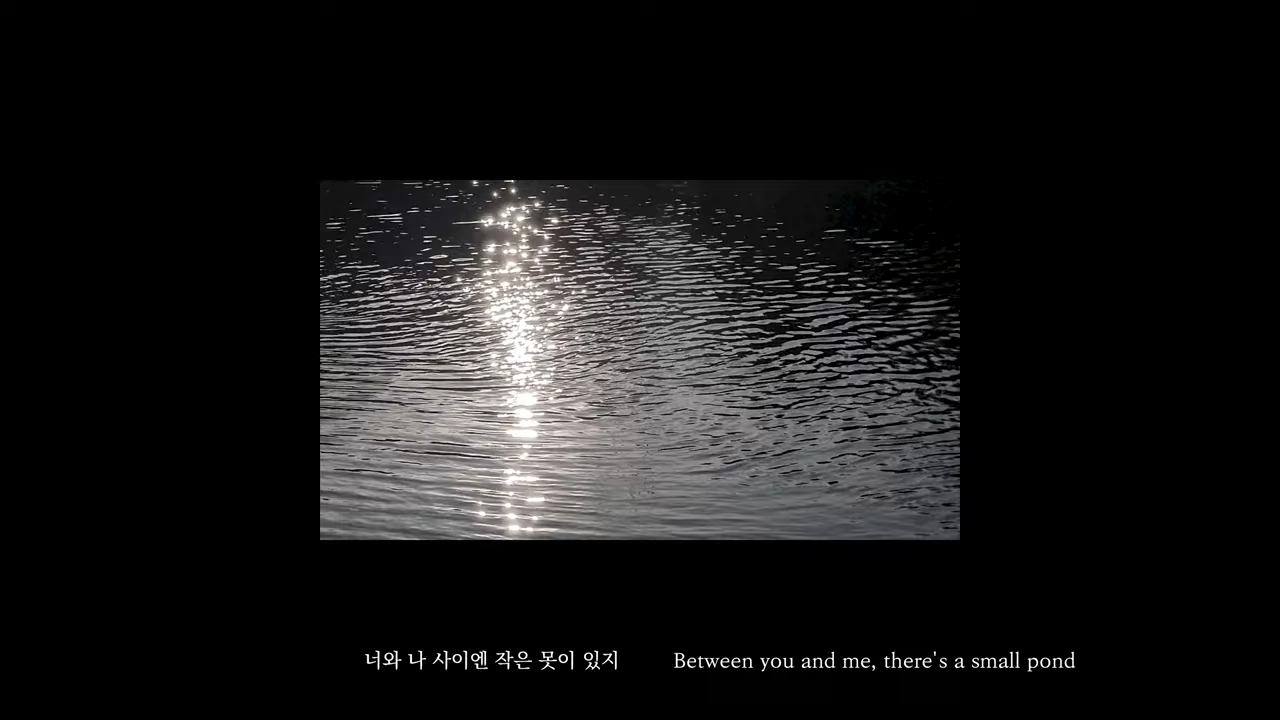 너와 나 사이엔 작은 못이 있지
Between you and me, there's a small pond